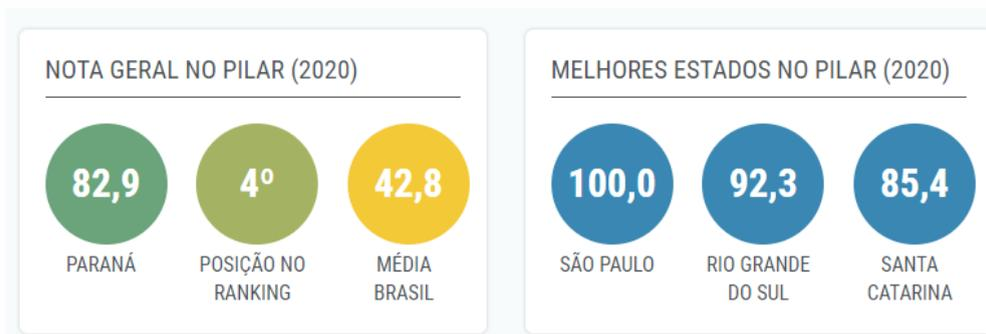 NOTA GERAL NO PILAR (2020)
82,9
4º
42,8
PARANÁ
POSIÇÃO NO
RANKING
MÉDIA
BRASIL
MELHORES ESTADOS NO PILAR (2020)
100,0
92,3
85,4
SÃO PAULO
RIO GRANDE
DO SUL
SANTA
CATARINA